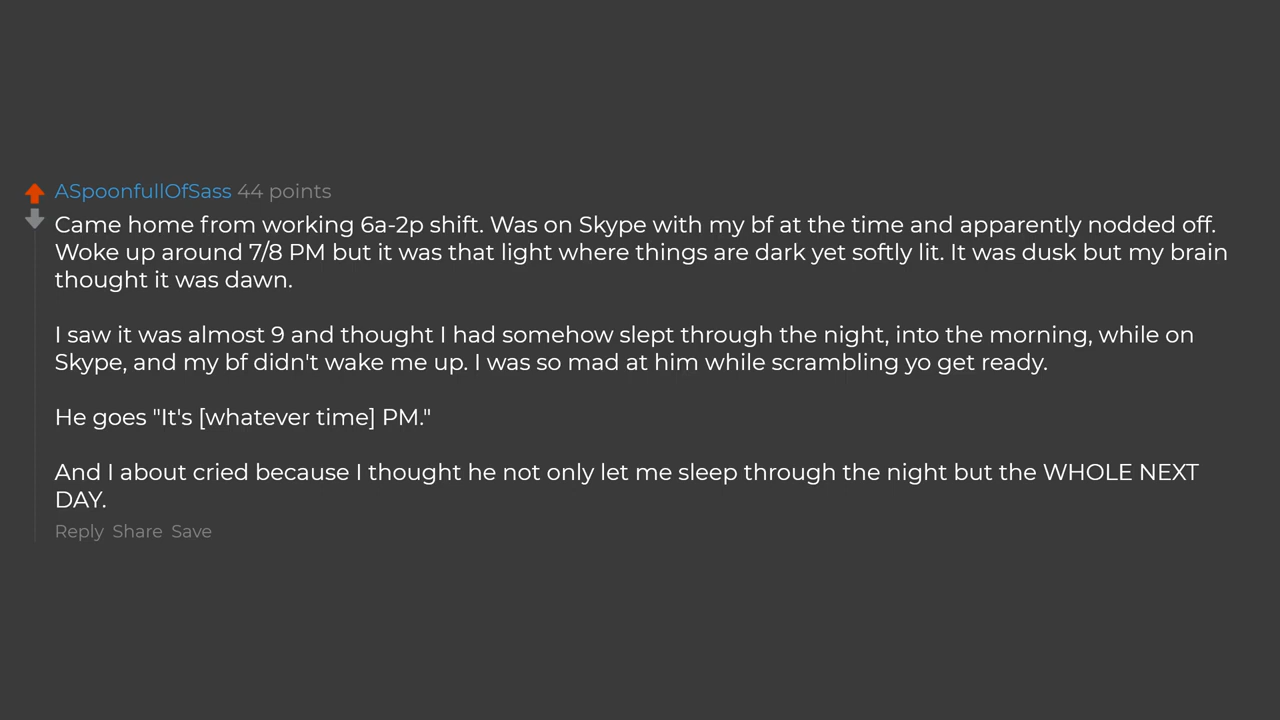 ASpoonfullOfSass 44 points
Came home from working 6a-2p shift. Was on Skype with my bf at the time and apparently nodded off.
Woke up around 7/8 PM but it was that light where things are dark yet softly lit. It was dusk but my brain
thought it was dawn.
I saw it was almost 9 and thought I had somehow slept through the night, into the morning, while on
Skype, and my bf didn't wake me up. I was so mad at him while scrambling yo get ready.
He goes "It's [whatever time] PM."
And I about cried because I thought he not only let me sleep through the night but the WHOLE NEXT
DAY.
Reply Share Save